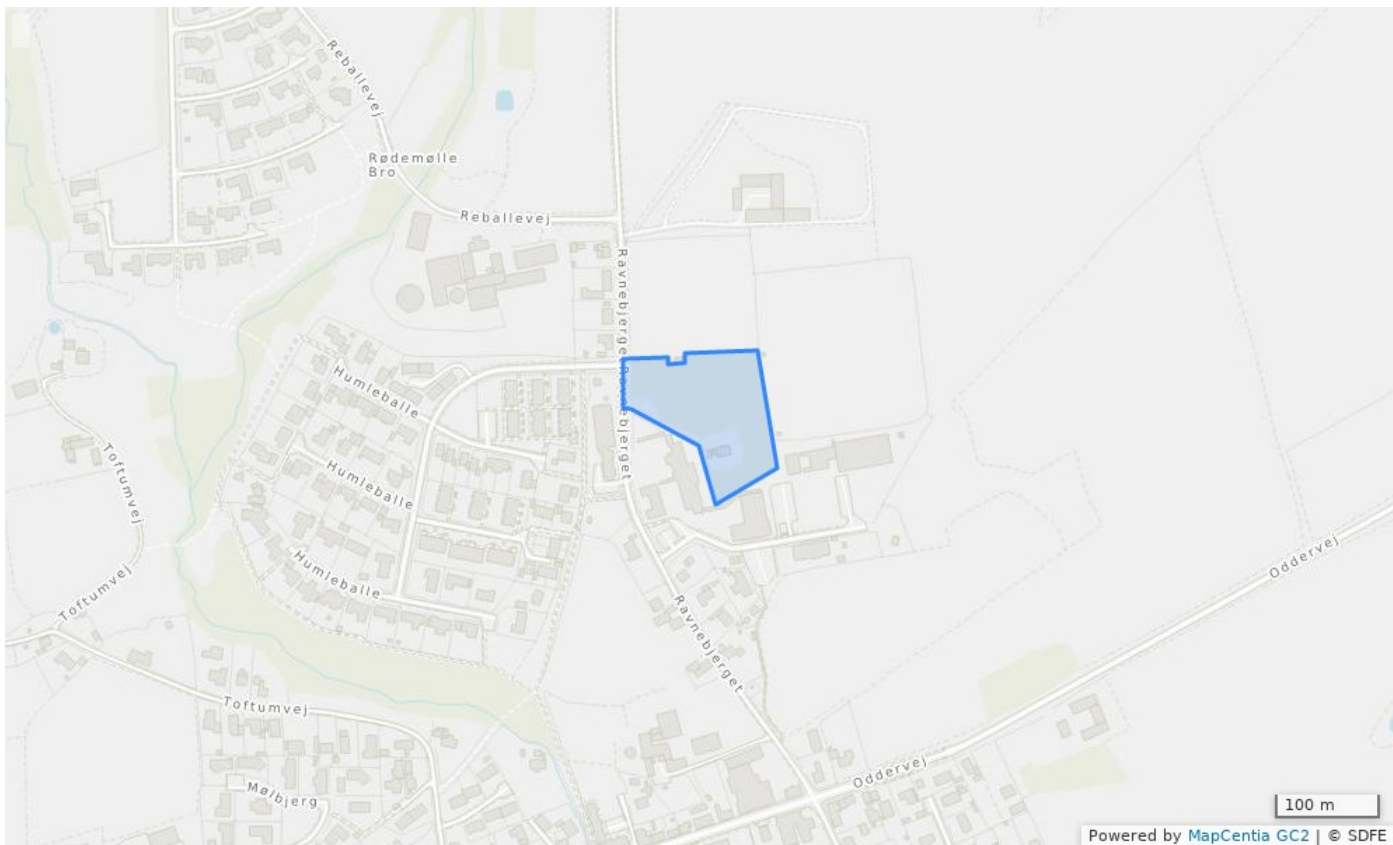 Reballevej
Rødemølle
Bro
Reballevej
Ravnebjerget
Ravnebjerget
Humleballe
Humleballe
Humleballe
Toftumvej
Toftumvej
Oddervej
Ravnebjerget
Toftumvej
Mølbjerg
Oddervej
100 m
Powered by MapCentia GC2 | © SDFE